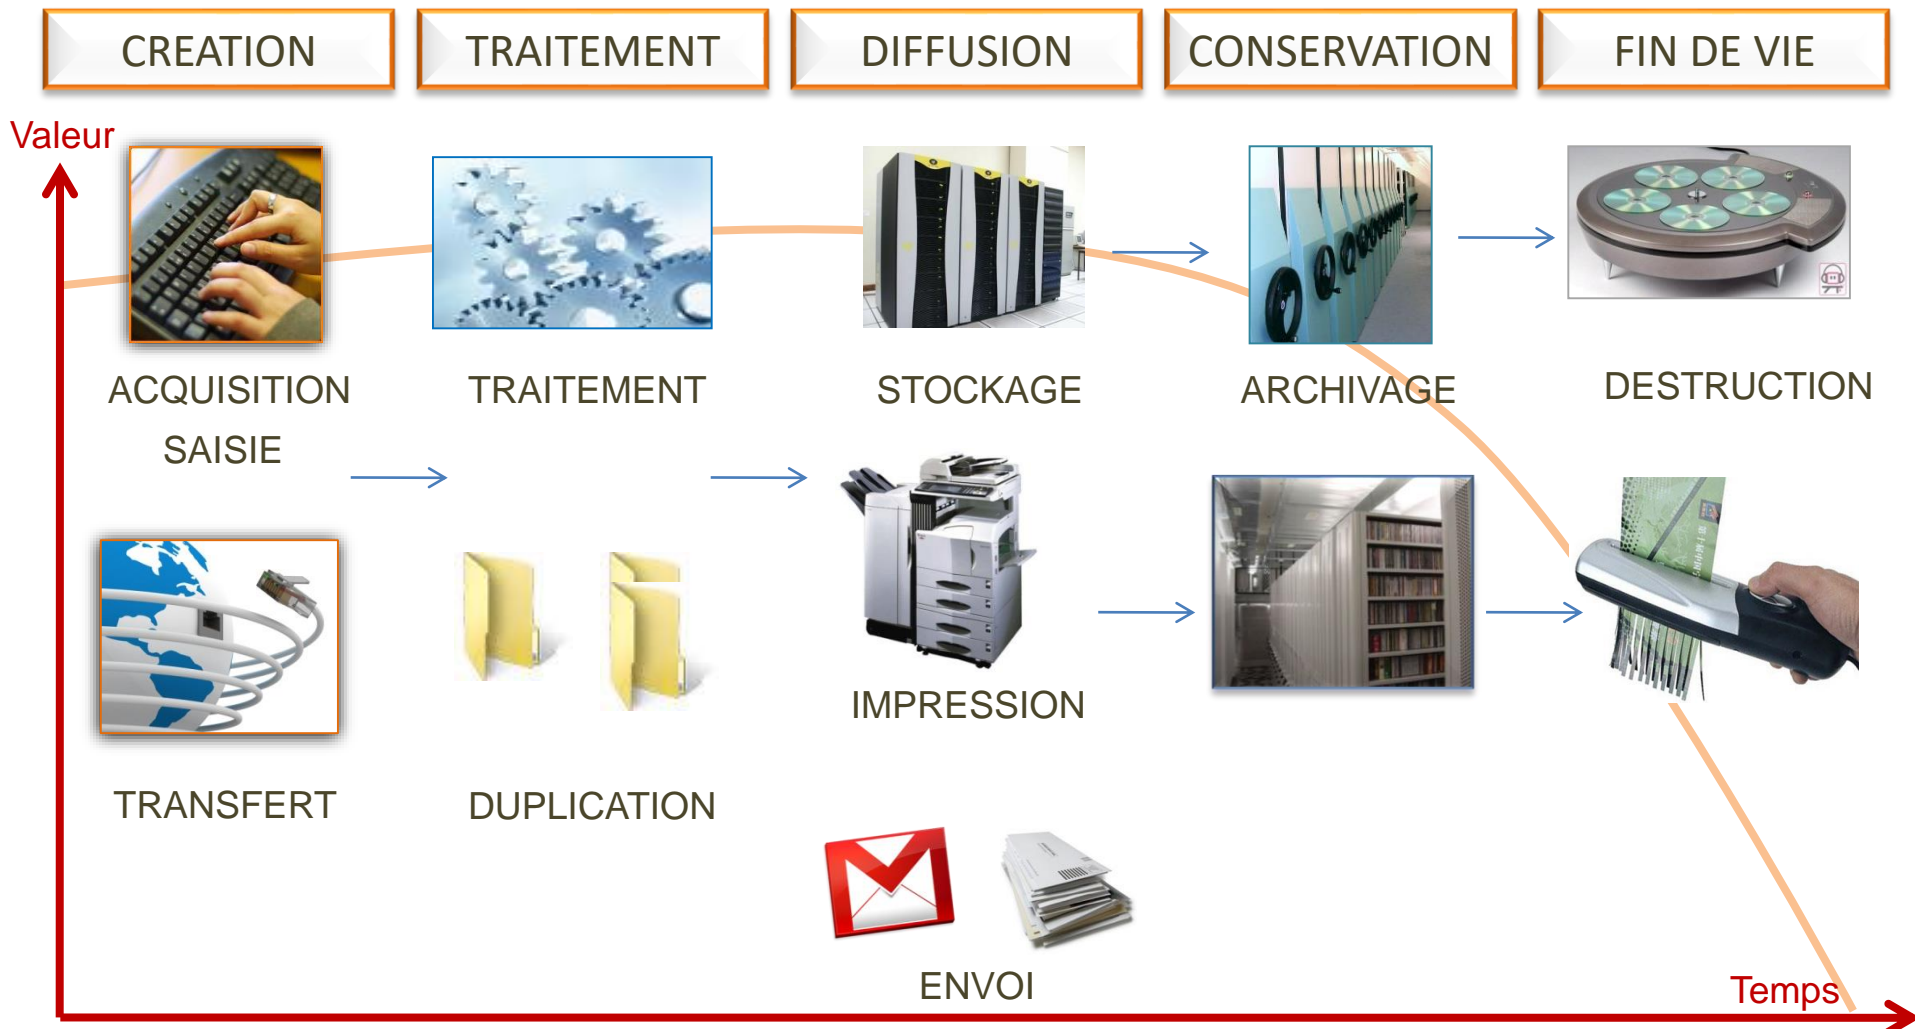 CREATION
TRAITEMENT
DIFFUSION
CONSERVATION
FIN DE VIE
Valeur
ACQUISITION
SAISIE
TRAITEMENT
STOCKAGE
ARCHIVAGE
DESTRUCTION
IMPRESSION
TRANSFERT
DUPLICATION
ENVOI
Temps